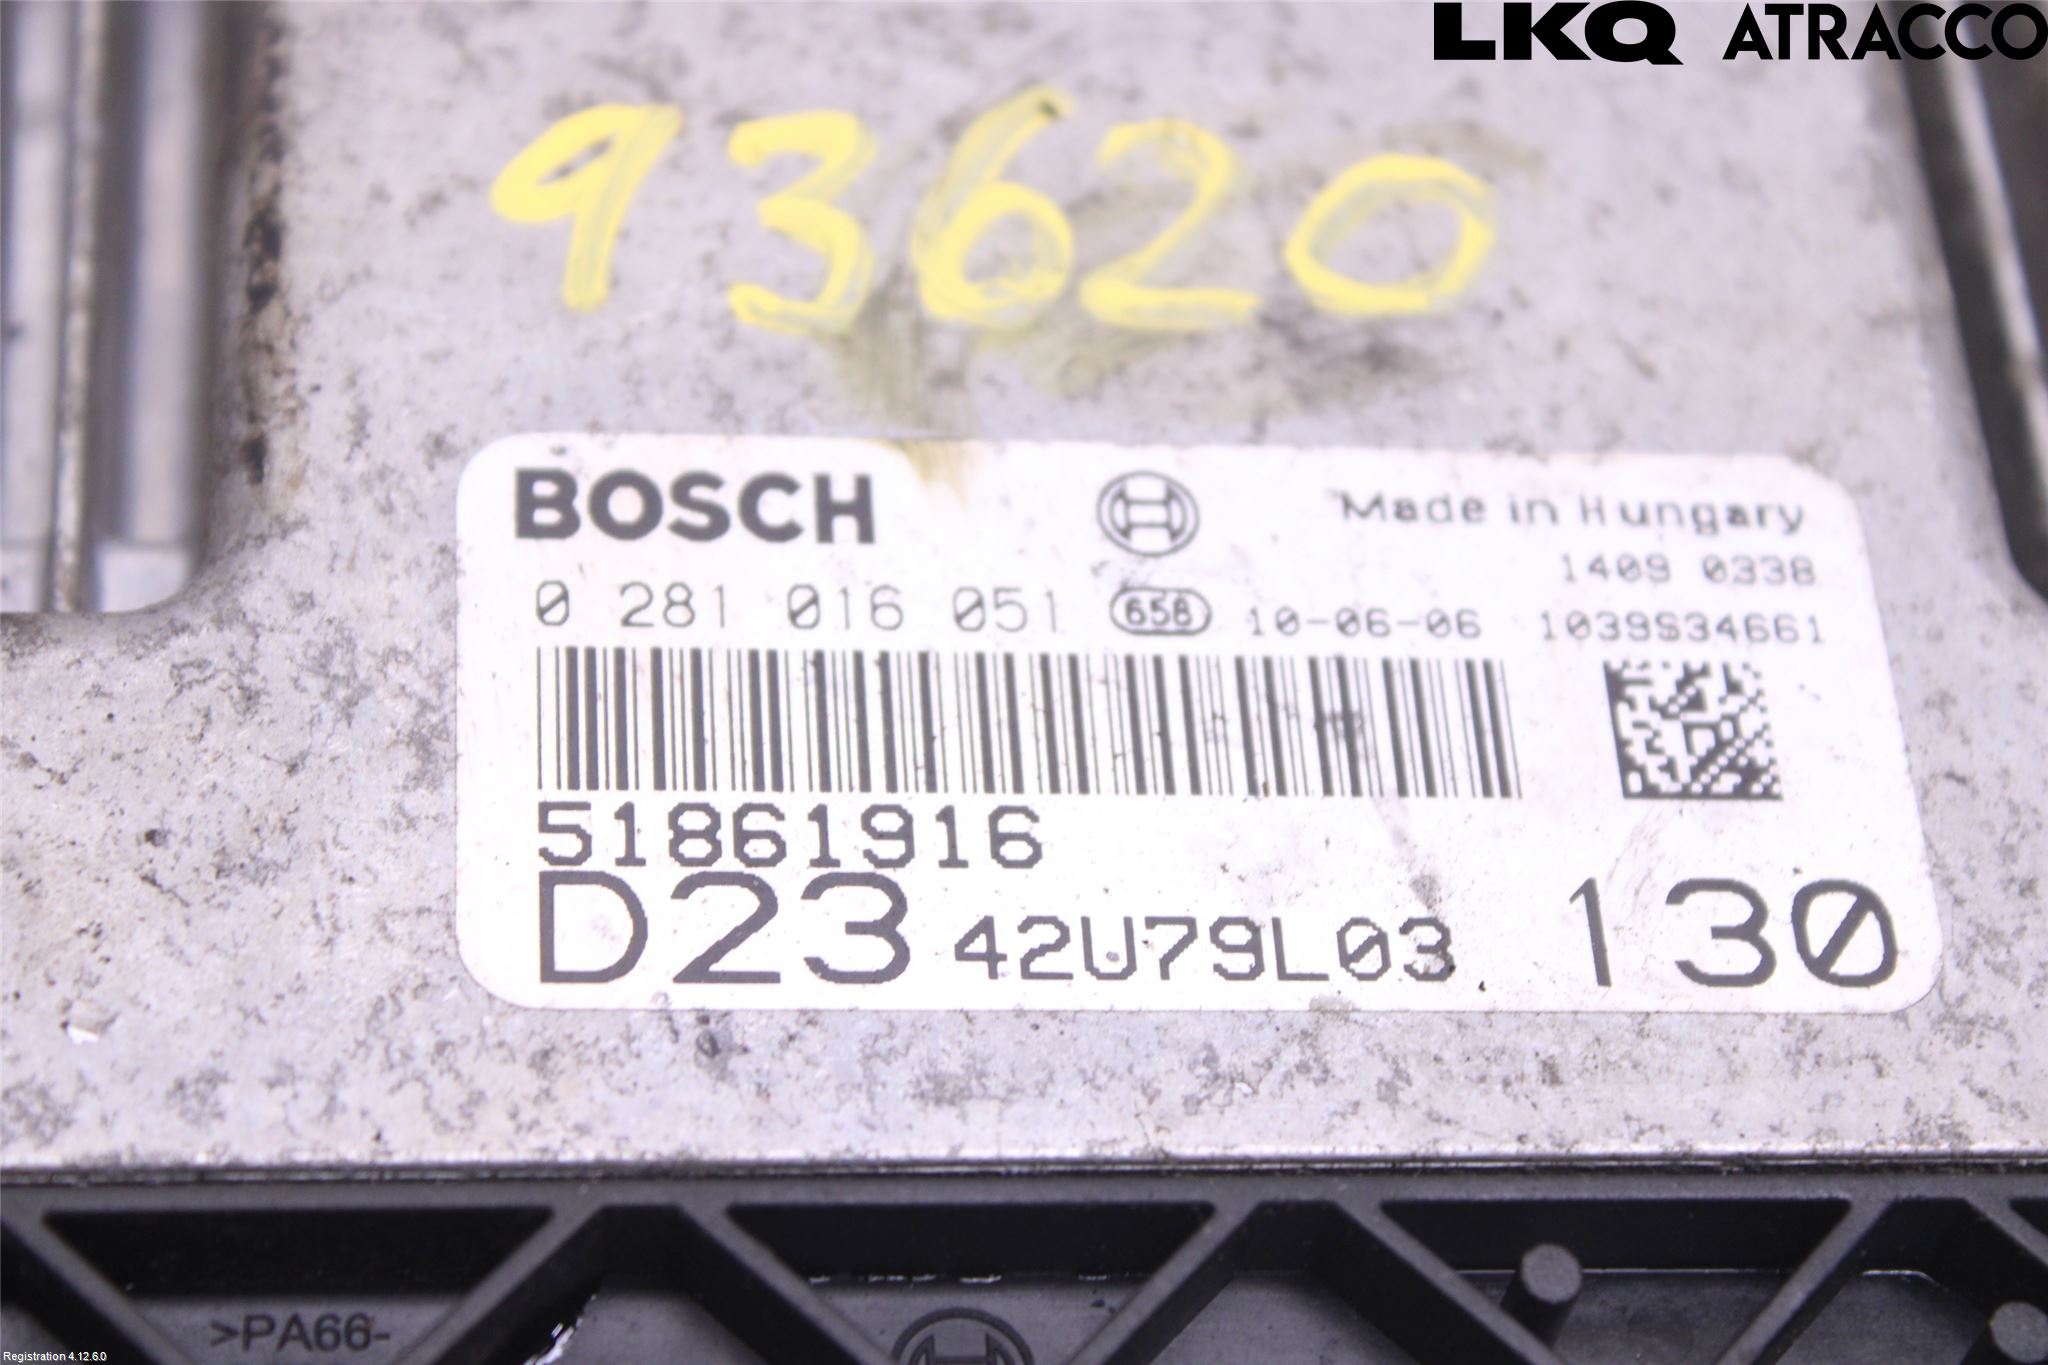 LKQ ATRACCO
93620
BOSCH
Made in Hungary
1409 0338
0 281 016 051 656 10-06-06 1039S34661
51861916
D23 42U79L03 130
>PA66-
Registration 4.12.6.0